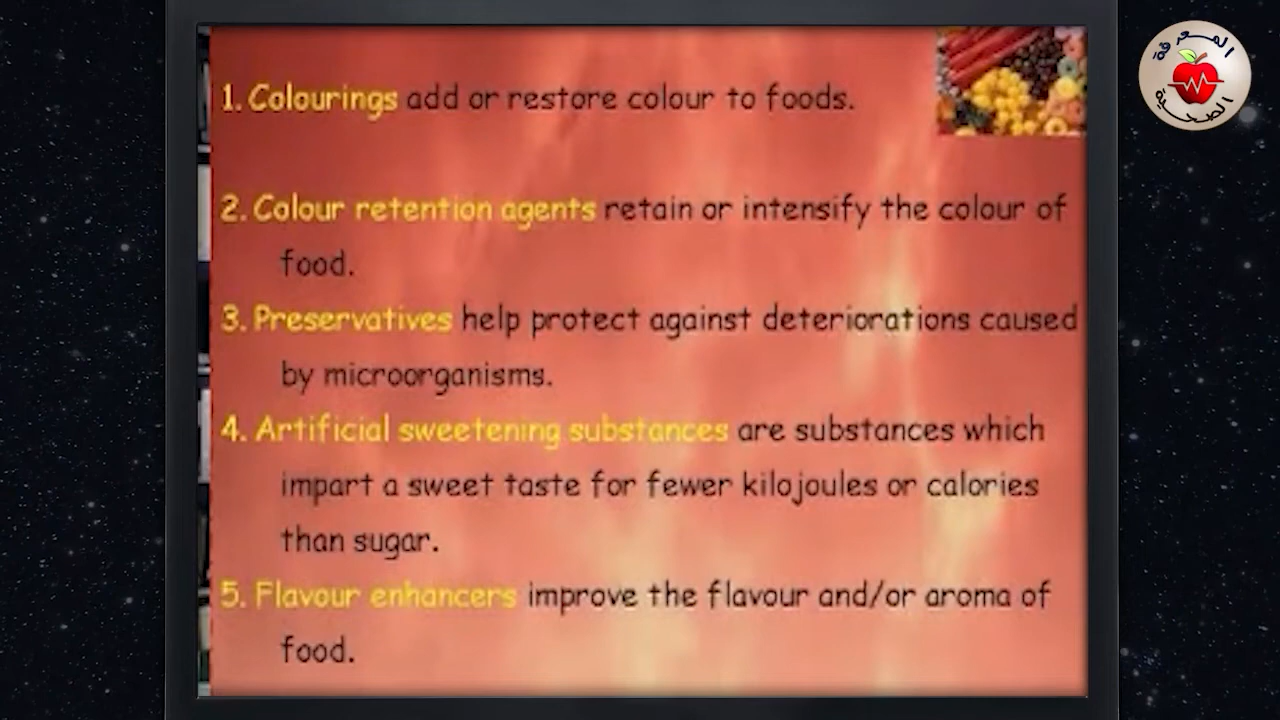 المعرفة
الصحية
1. Colourings add or restore colour to foods.
2. Colour retention agents retain or intensify the colour of
food.
3. Preservatives help protect against deteriorations caused
by microorganisms.
4. Artificial sweetening substances are substances which
impart a sweet taste for fewer kilojoules or calories
than sugar.
5. Flavour enhancers improve the flavour and/or aroma of
food.